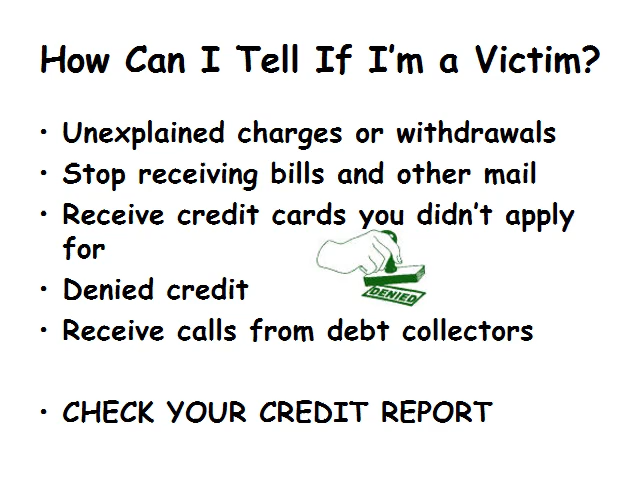 How Can I Tell If I'm a Victim?
• Unexplained charges or withdrawals
• Stop receiving bills and other mail
• Receive credit cards you didn't apply
for
• Denied credit
DENIED
• Receive calls from debt collectors
• CHECK YOUR CREDIT REPORT